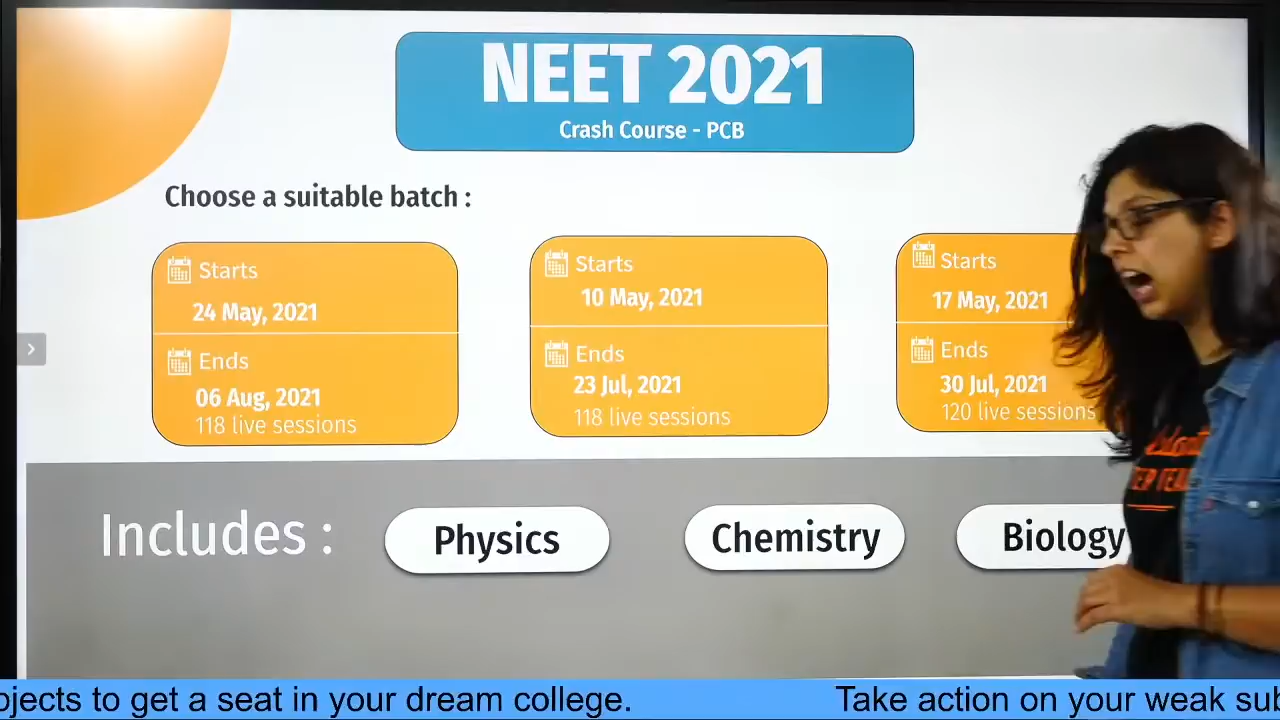 NEET 2021
Crash Course - PCB
Choose a suitable batch :
Starts
24 May, 2021
Ends
06 Aug, 2021
118 live sessions
Starts
10 May, 2021
Ends
23 Jul, 2021
118 live sessions
Starts
17 May, 2021
Ends
30 Jul, 2021
120 live sessions
Includes :
Physics
Chemistry
Biology
to get a seat in your dream college.
Take action on your weak